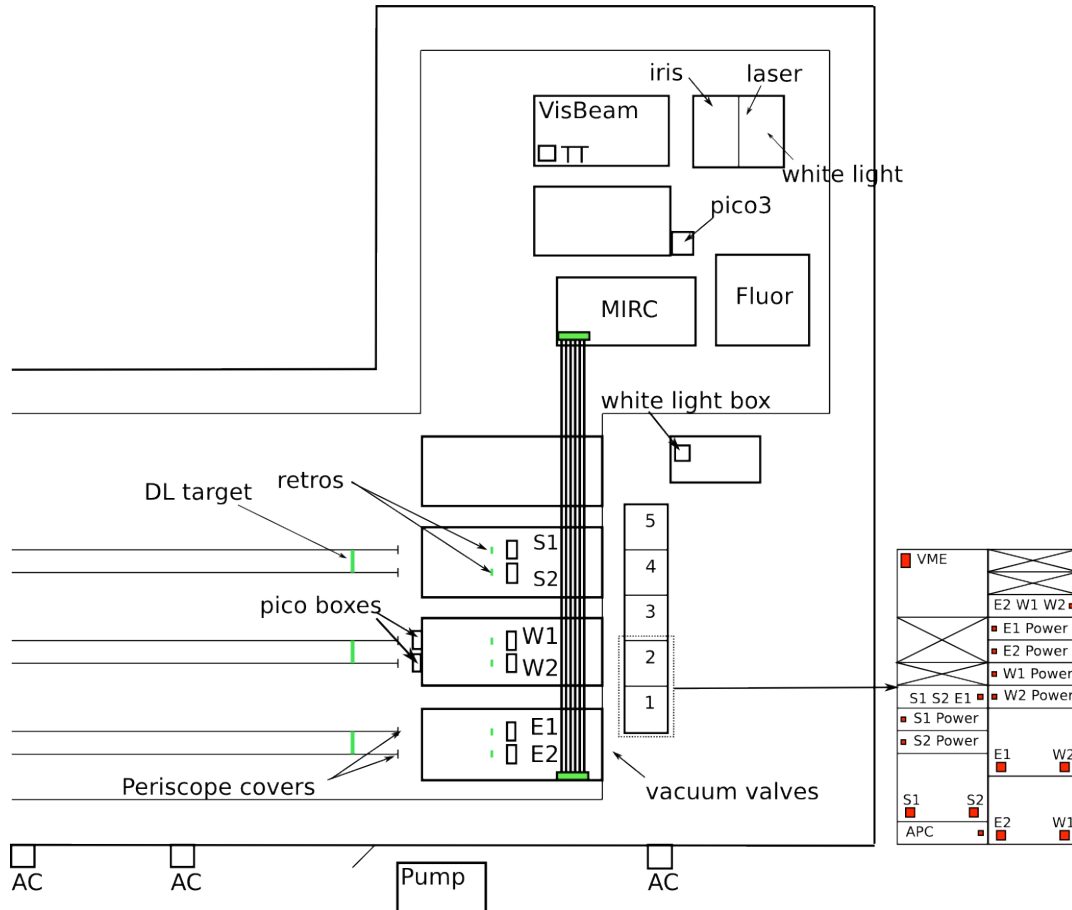 iris
laser
VisBeam
TT
white light
pico3
MIRC
Fluor
white light box
retros
DL target
S1
S2
5
4
3
2
1
pico boxes
W1
W2
E1
E2
Periscope covers
vacuum valves
VME
E2 W1 W2
E1 Power
E2 Power
W1 Power
S1 S2 E1
W2 Power
S1 Power
S2 Power
E1
W2
S1
S2
E2
W1
APC
AC
AC
Pump
AC